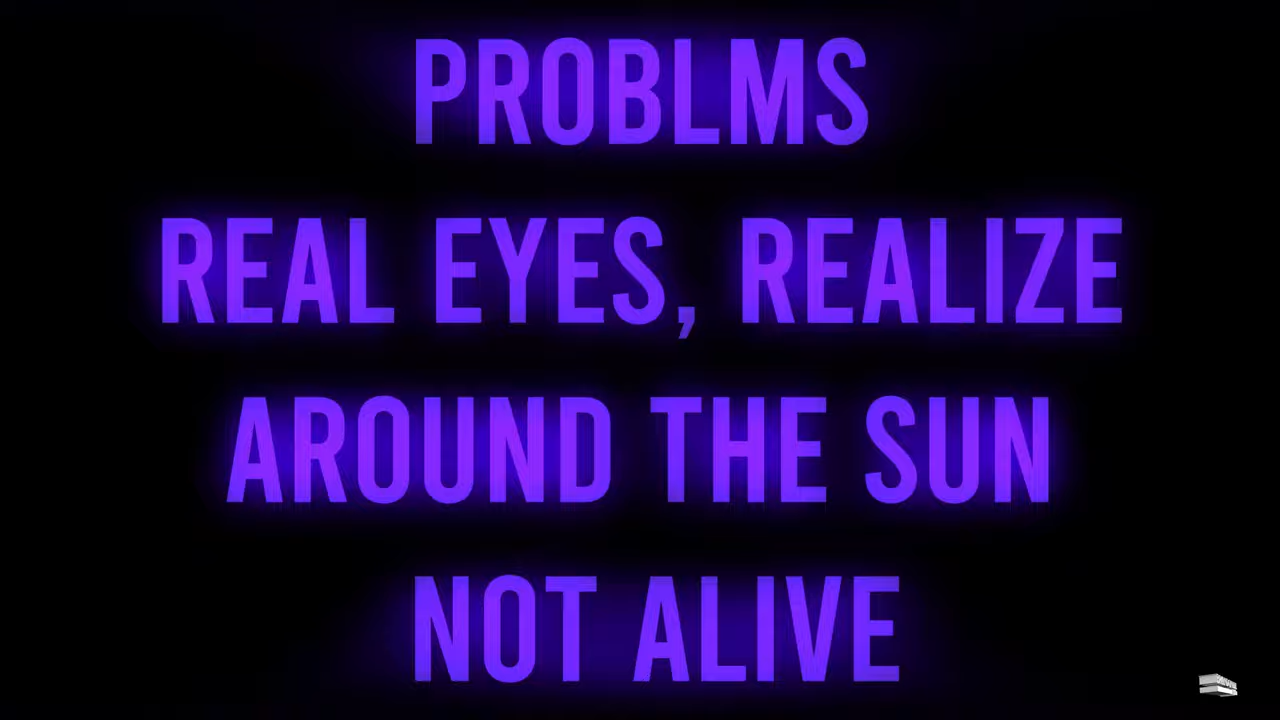 PROBLMS
REAL EYES, REALIZE
AROUND THE SUN
NOT ALIVE